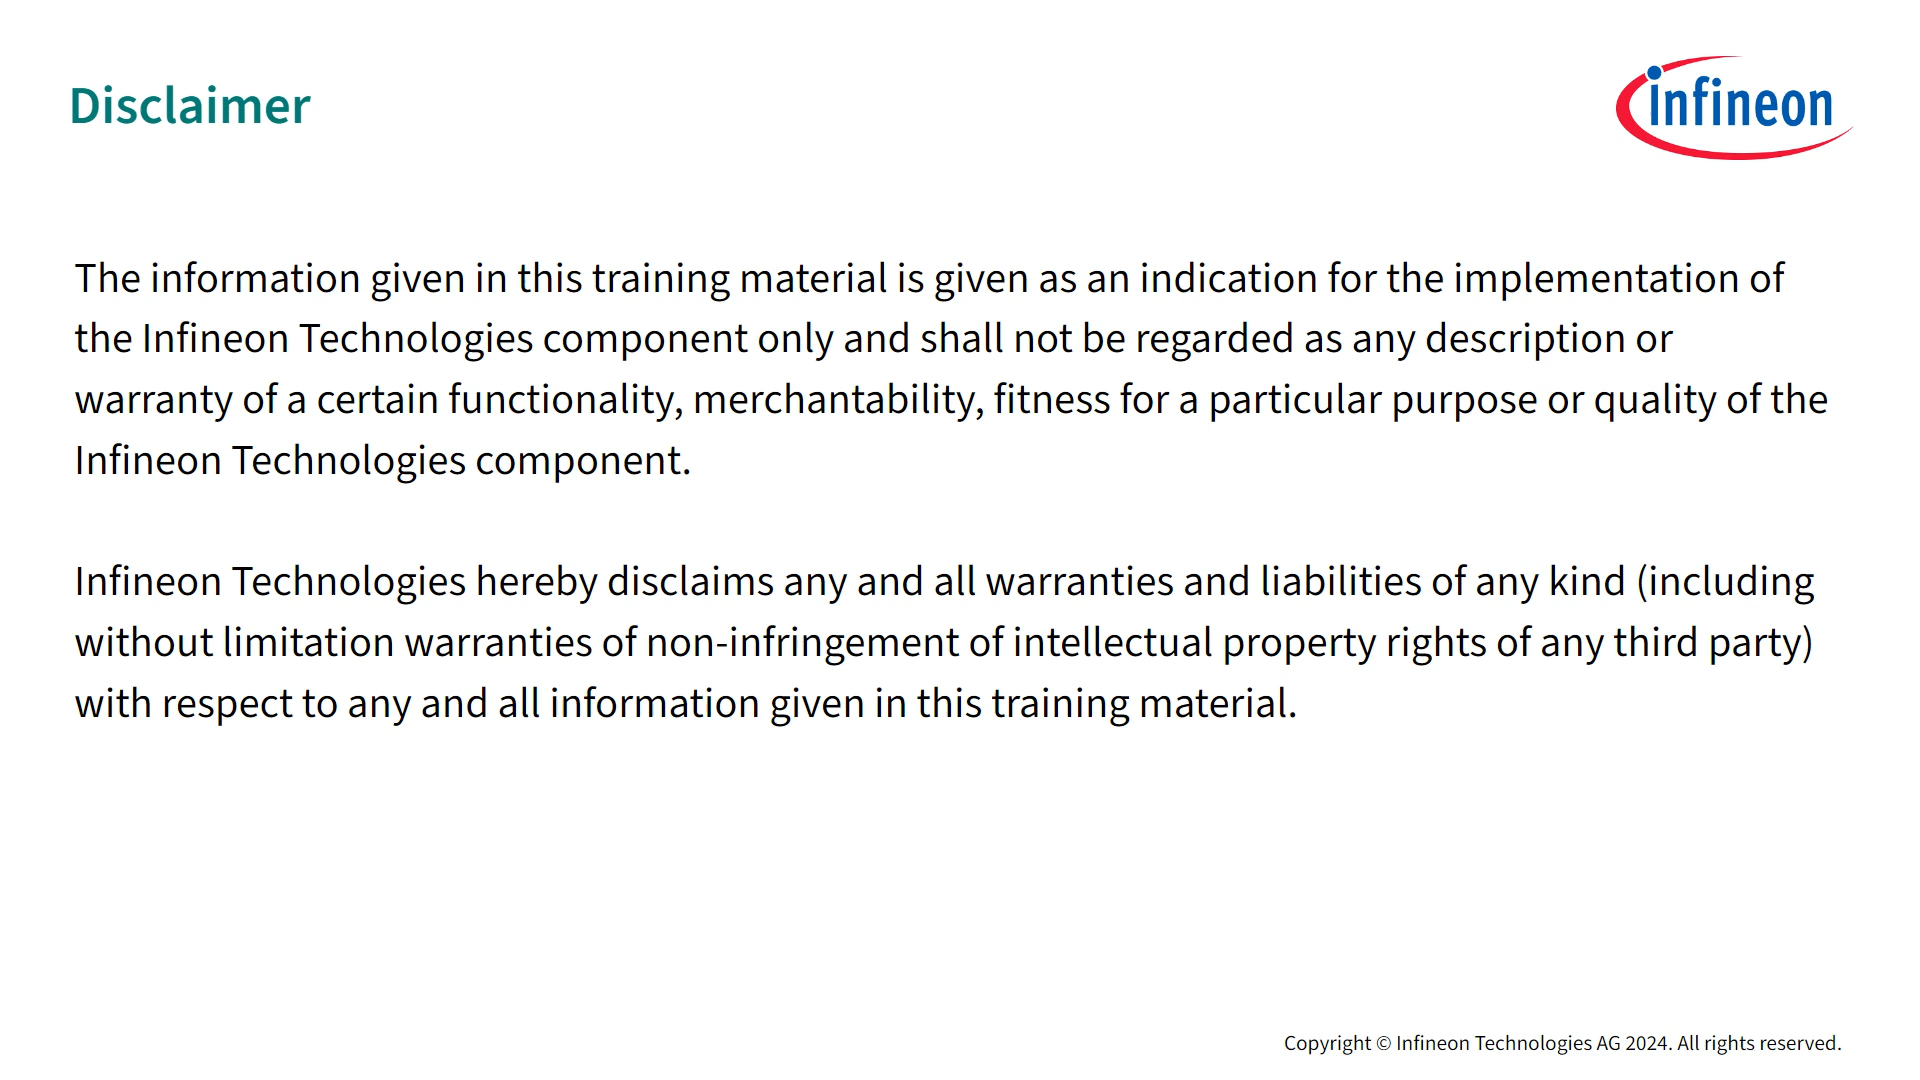 Disclaimer
infineon
The information given in this training material is given as an indication for the implementation of
the Infineon Technologies component only and shall not be regarded as any description or
warranty of a certain functionality, merchantability, fitness for a particular purpose or quality of the
Infineon Technologies component.
Infineon Technologies hereby disclaims any and all warranties and liabilities of any kind (including
without limitation warranties of non-infringement of intellectual property rights of any third party)
with respect to any and all information given in this training material.
Copyright © Infineon Technologies AG 2024. All rights reserved.